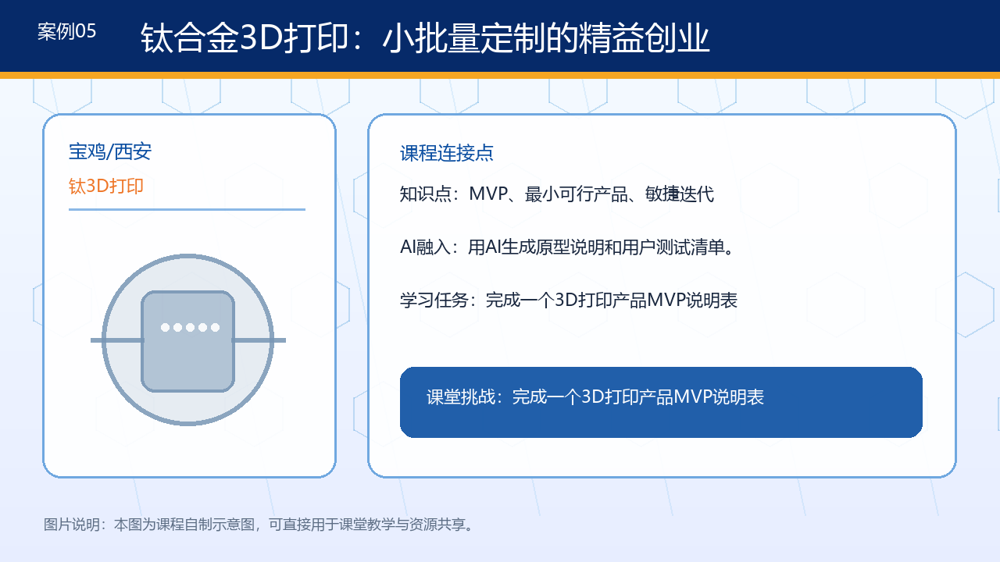 案例05
钛合金3D打印：小批量定制的精益创业
宝鸡/西安
钛3D打印
课程连接点
知识点：MVP、最小可行产品、敏捷迭代
AI融入：用AI生成原型说明和用户测试清单。
学习任务：完成一个3D打印产品MVP说明表
课堂挑战：完成一个3D打印产品MVP说明表
图片说明：本图为课程自制示意图，可直接用于课堂教学与资源共享。